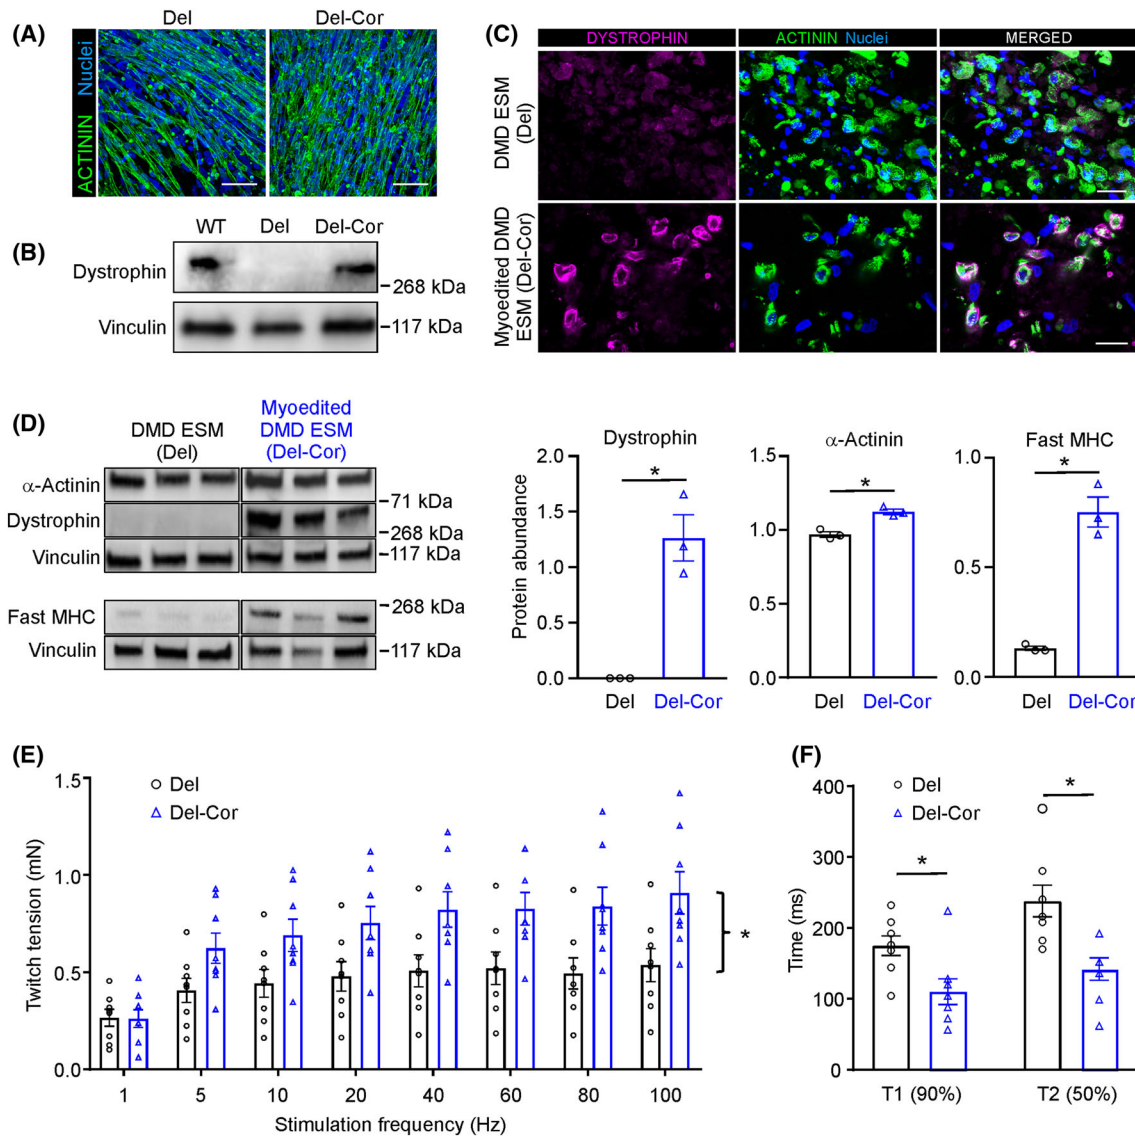 (A)
Del
Del-Cor
ACTININ Nuclei
(B)
WT
Del
Del-Cor
Dystrophin
268 kDa
Vinculin
117 kDa
(C)
DYSTROPHIN
ACTININ Nuclei
MERGED
DMD ESM
(Del)
Myoedited DMD
ESM (Del-Cor)
(D)
DMD ESM
(Del)
Myoedited
DMD ESM
(Del-Cor)
α-Actinin
71 kDa
Dystrophin
268 kDa
Vinculin
117 kDa
Fast MHC
268 kDa
Vinculin
117 kDa
Protein abundance
Dystrophin
2.0
1.5
1.0
0.5
0.0
*
Del
Del-Cor
α-Actinin
1.5
1.0
0.5
0.0
*
Del
Del-Cor
Fast MHC
1.0
0.5
0.0
*
Del
Del-Cor
(E)
Twitch tension (mN)
1.5
1.0
0.5
0.0
Del
Del-Cor
*
1 5 10 20 40 60 80 100
Stimulation frequency (Hz)
(F)
Time (ms)
400
300
200
100
0
Del
Del-Cor
*
*
T1 (90%)
T2 (50%)